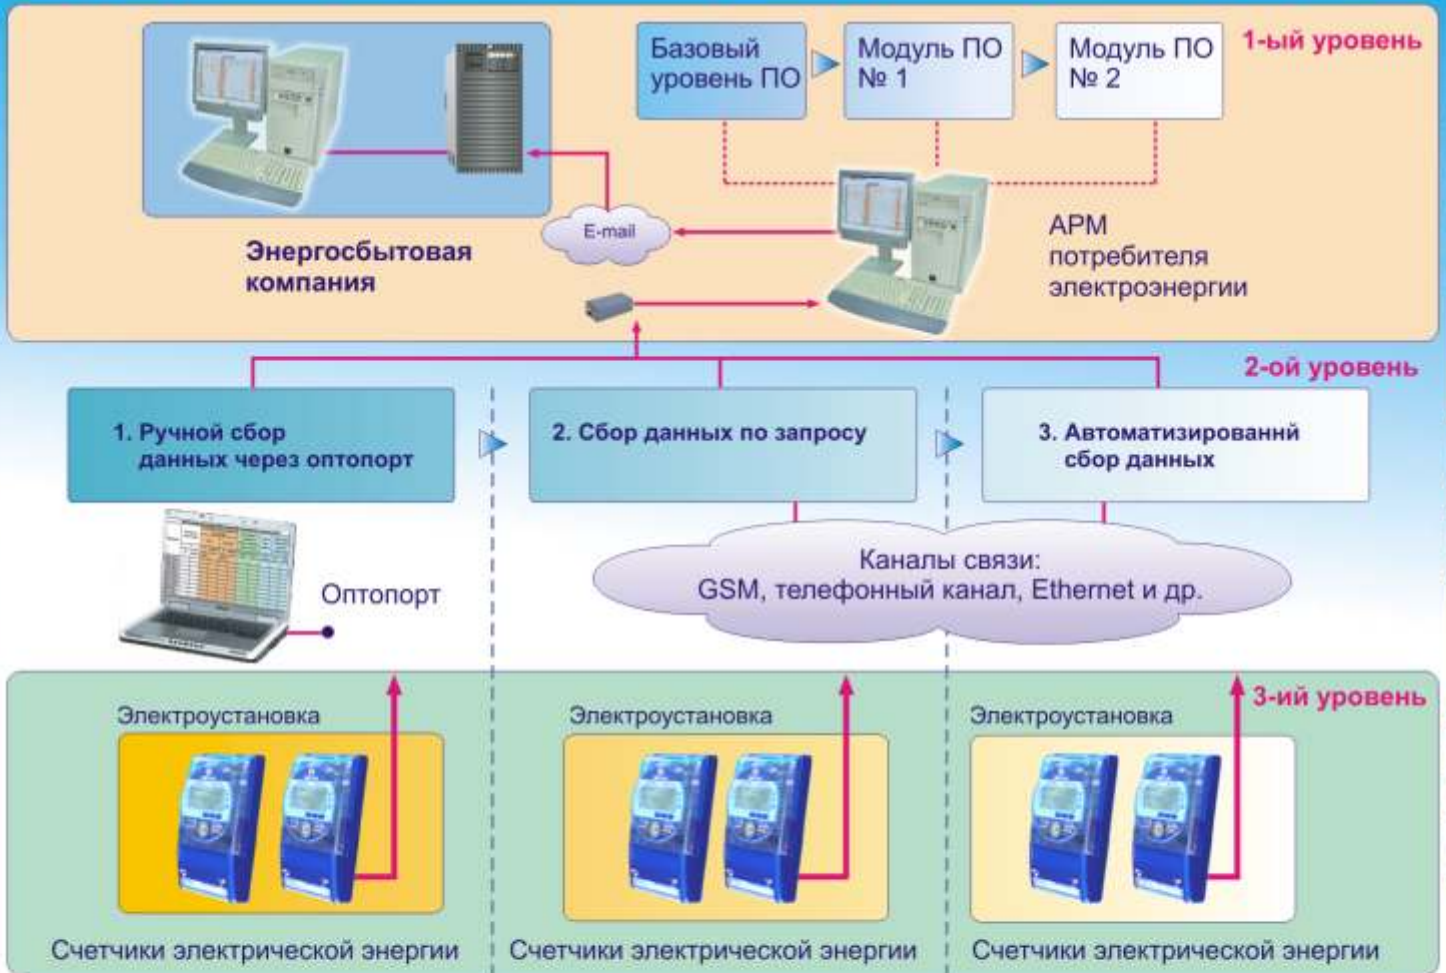 1-ый уровень
Базовый
уровень ПО
Модуль ПО
№ 1
Модуль ПО
№ 2
E-mail
Энергосбытовая
компания
АРМ
потребителя
электроэнергии
2-ой уровень
1. Ручной сбор
данных через оптопорт
2. Сбор данных по запросу
3. Автоматизированнй
сбор данных
Оптопорт
Каналы связи:
GSM, телефонный канал, Ethernet и др.
3-ий уровень
Электроустановка
Электроустановка
Электроустановка
Счетчики электрической энергии
Счетчики электрической энергии
Счетчики электрической энергии